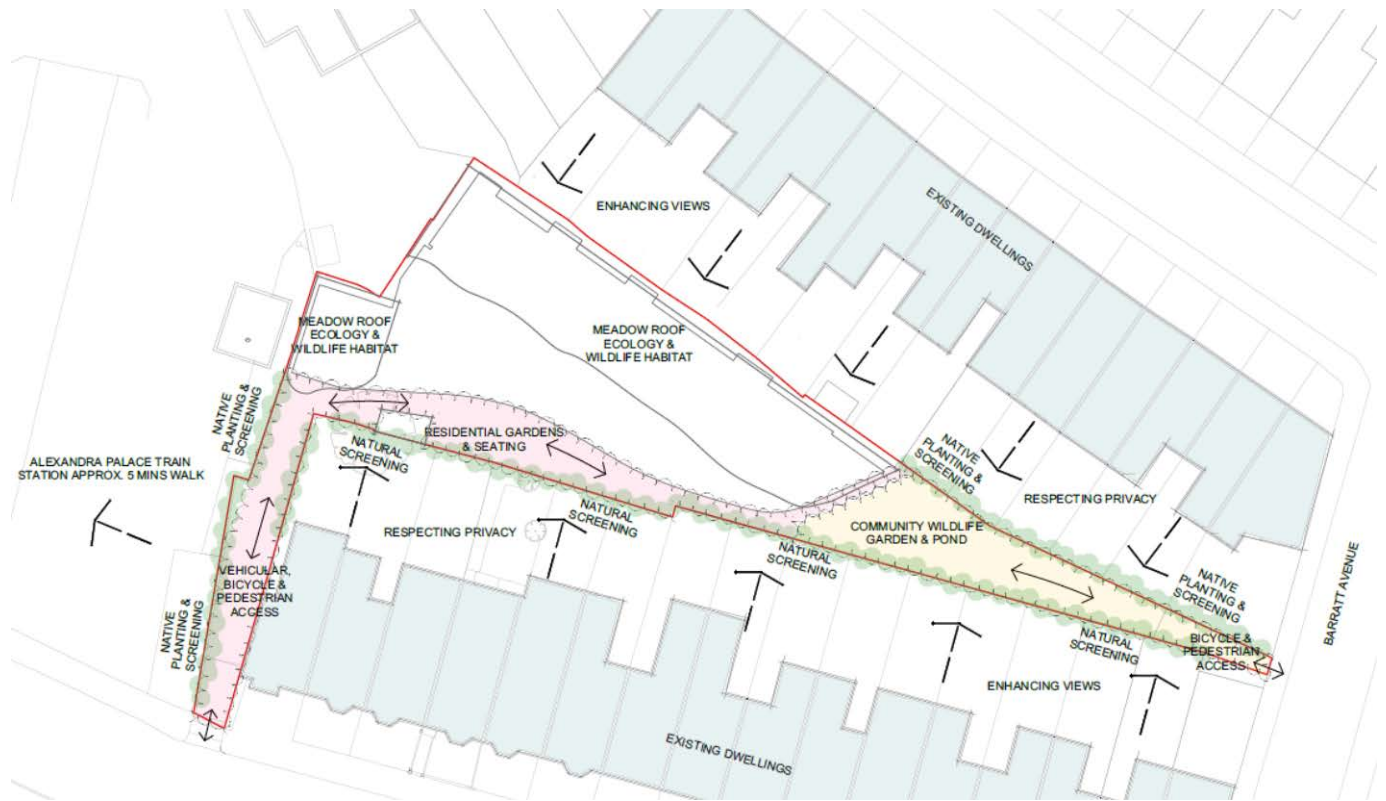 ENHANCING VIEWS
EXISTING DWELLINGS
MEADOW ROOF
ECOLOGY &
WILDLIFE HABITAT
MEADOW ROOF
ECOLOGY &
WILDLIFE HABITAT
NATIVE
PLANTING &
SCREENING
RESIDENTIAL GARDENS
& SEATING
NATURAL
SCREENING
ALEXANDRA PALACE TRAIN
STATION APPROX. 5 MINS WALK
NATIVE
PLANTING &
SCREENING
RESPECTING PRIVACY
RESPECTING PRIVACY
NATURAL
SCREENING
COMMUNITY WILDLIFE
GARDEN & POND
NATURAL
SCREENING
VEHICULAR,
BICYCLE &
PEDESTRIAN
ACCESS
NATIVE
PLANTING &
SCREENING
NATIVE
PLANTING &
SCREENING
BARRATT AVENUE
NATURAL
SCREENING
BICYCLE &
PEDESTRIAN
ACCESS
ENHANCING VIEWS
EXISTING DWELLINGS